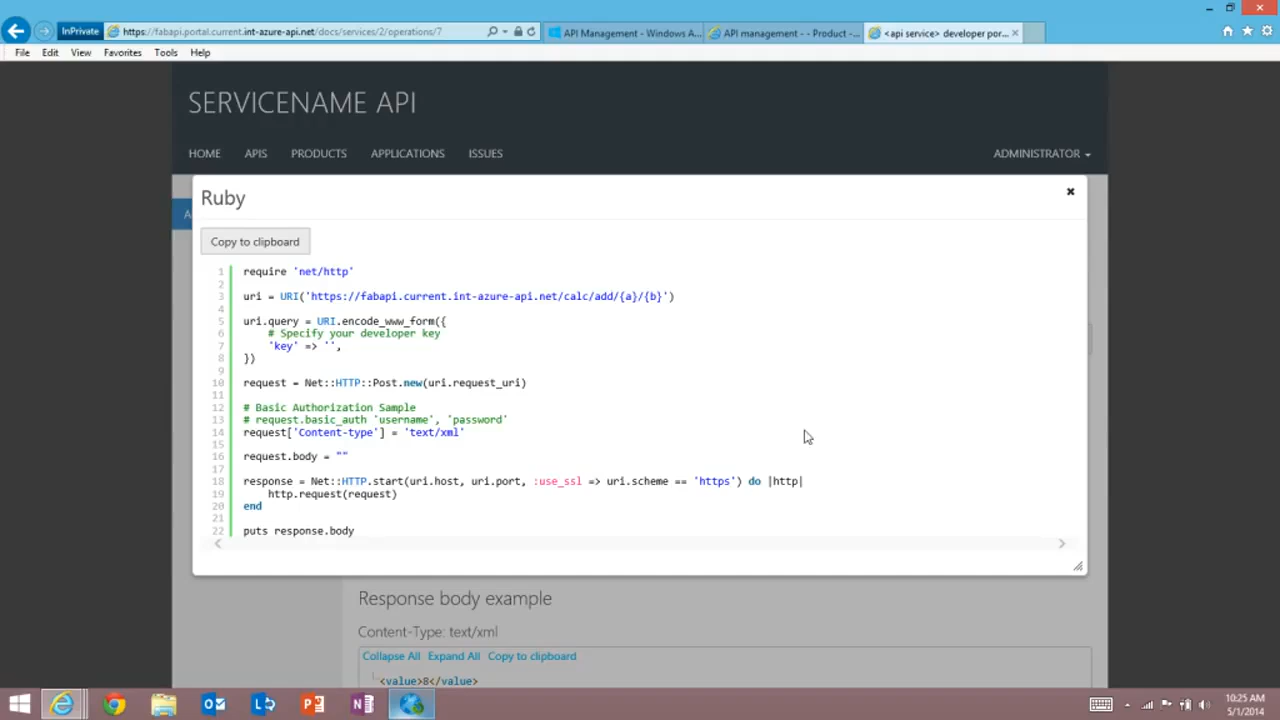 InPrivate
https://fabapi.portal.current.int-azure-api.net/docs/services/2/operations/7
API Management - Windows A...
API management - - Product -...
<api service> developer por...
File Edit View Favorites Tools Help
SERVICENAME API
HOME APIS PRODUCTS APPLICATIONS ISSUES ADMINISTRATOR
A
Ruby
Copy to clipboard
1 require 'net/http'
2
3 uri = URI('https://fabapi.current.int-azure-api.net/calc/add/{a}/{b}')
4
5 uri.query = URI.encode_www_form({
6 # Specify your developer key
7 'key' => '',
8 })
9
10 request = Net::HTTP::Post.new(uri.request_uri)
11
12 # Basic Authorization Sample
13 # request.basic_auth 'username', 'password'
14 request['Content-type'] = 'text/xml'
15
16 request.body = ""
17
18 response = Net::HTTP.start(uri.host, uri.port, :use_ssl => uri.scheme == 'https') do |http|
19 http.request(request)
20 end
21
22 puts response.body
Response body example
Content-Type: text/xml
Collapse All Expand All Copy to clipboard
<value>8</value>
10:25 AM
5/1/2014